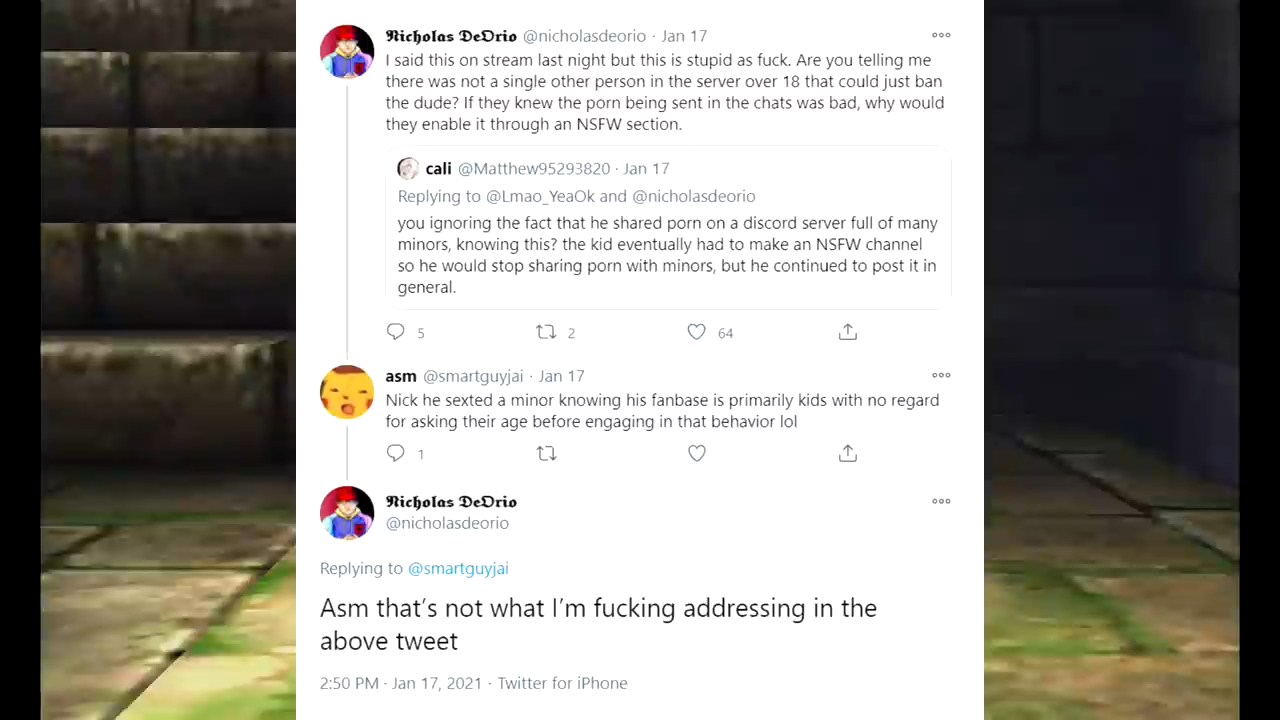 Nicholas DeOrio @nicholasdeorio · Jan 17
I said this on stream last night but this is stupid as fuck. Are you telling me
there was not a single other person in the server over 18 that could just ban
the dude? If they knew the porn being sent in the chats was bad, why would
they enable it through an NSFW section.
cali @Matthew95293820 · Jan 17
Replying to @Lmao_YeaOk and @nicholasdeorio
you ignoring the fact that he shared porn on a discord server full of many
minors, knowing this? the kid eventually had to make an NSFW channel
so he would stop sharing porn with minors, but he continued to post it in
general.
5 2 64
asm @smartguyjai · Jan 17
Nick he sexted a minor knowing his fanbase is primarily kids with no regard
for asking their age before engaging in that behavior lol
1
Nicholas DeOrio
@nicholasdeorio
Replying to @smartguyjai
Asm that’s not what I’m fucking addressing in the
above tweet
2:50 PM · Jan 17, 2021 · Twitter for iPhone